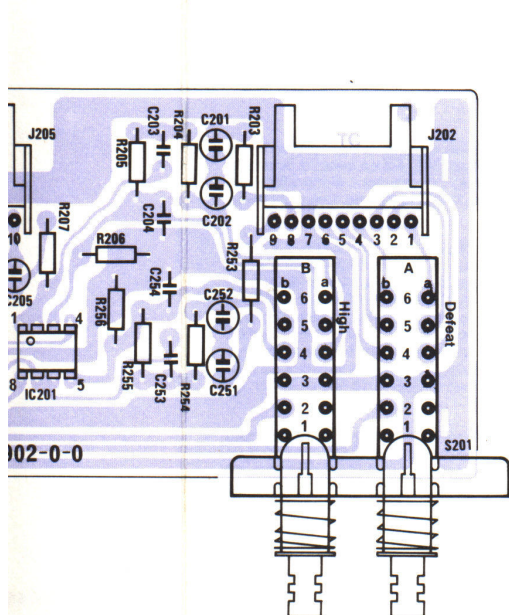 J205
C203
R204
C201
R203
J202
R205
C202
C204
R207
R206
R253
10
9 8 7 6 5 4 3 2 1
C205
C254
R256
C252
B
b a
6
5
4
3
2
1
High
A
b a
6
5
4
3
2
1
Defeat
1 4
8 5
IC201
R255
C253
R254
C251
S201
902-0-0